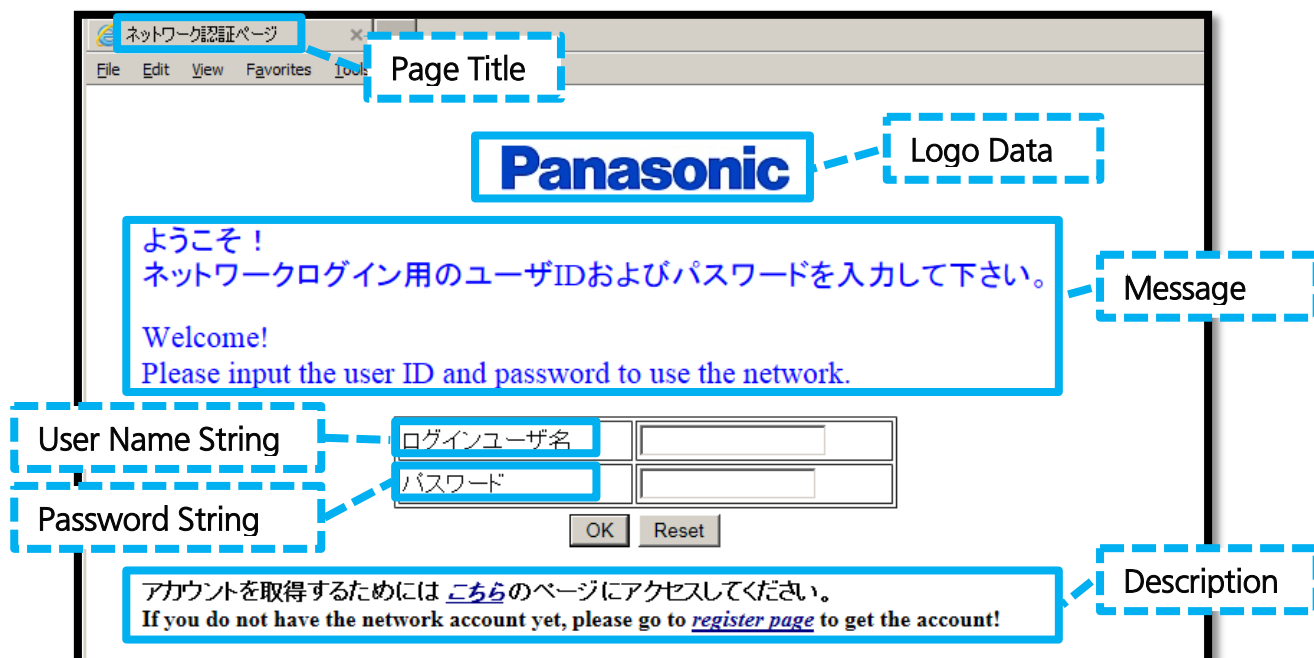 ネットワーク認証ページ
Page Title
File Edit View Favorites Tools
Panasonic
Logo Data
ようこそ！
ネットワークログイン用のユーザIDおよびパスワードを入力して下さい。
Message
Welcome!
Please input the user ID and password to use the network.
User Name String
ログインユーザ名
パスワード
Password String
OK Reset
アカウントを取得するためには こちらのページにアクセスしてください。
Description
If you do not have the network account yet, please go to register page to get the account!